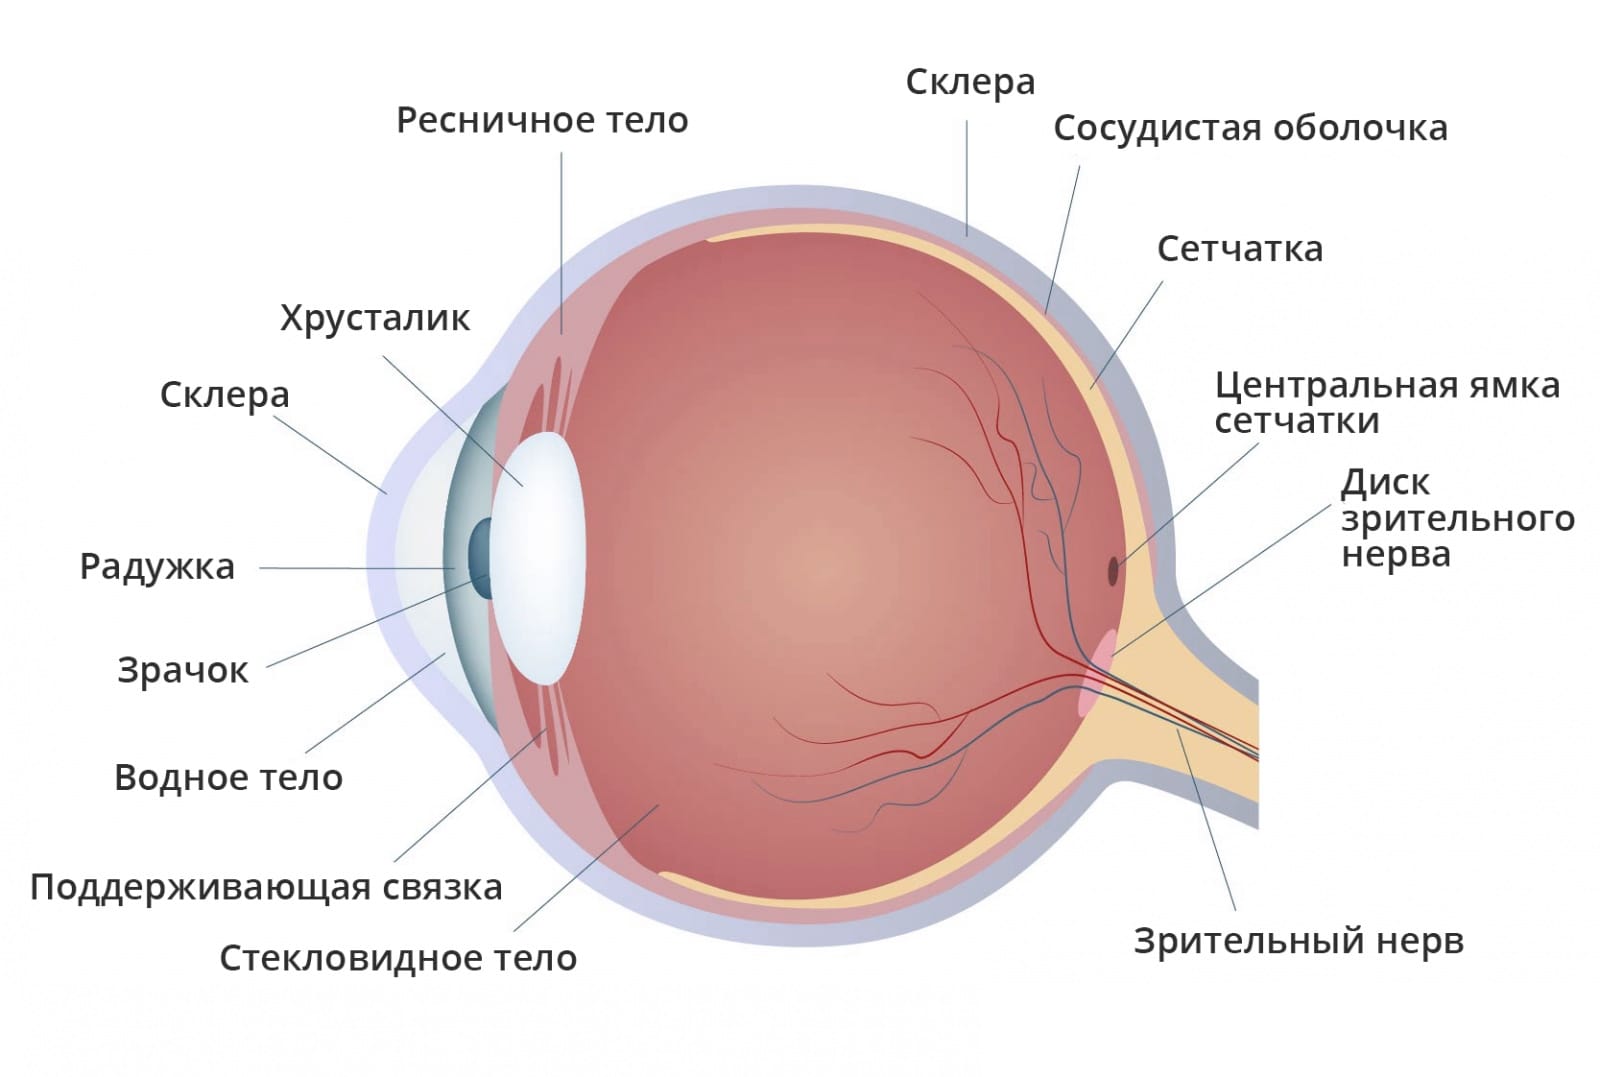 Склера
Ресничное тело
Сосудистая оболочка
Сетчатка
Хрусталик
Склера
Центральная ямка
сетчатки
Диск
зрительного
нерва
Радужка
Зрачок
Водное тело
Поддерживающая связка
Стекловидное тело
Зрительный нерв